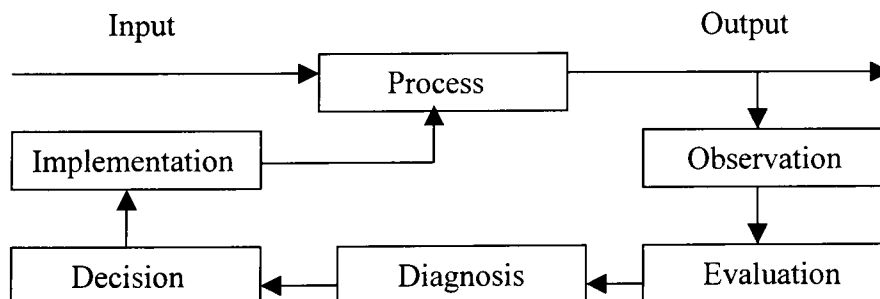 Input
Output
Process
Implementation
Observation
Decision
Diagnosis
Evaluation